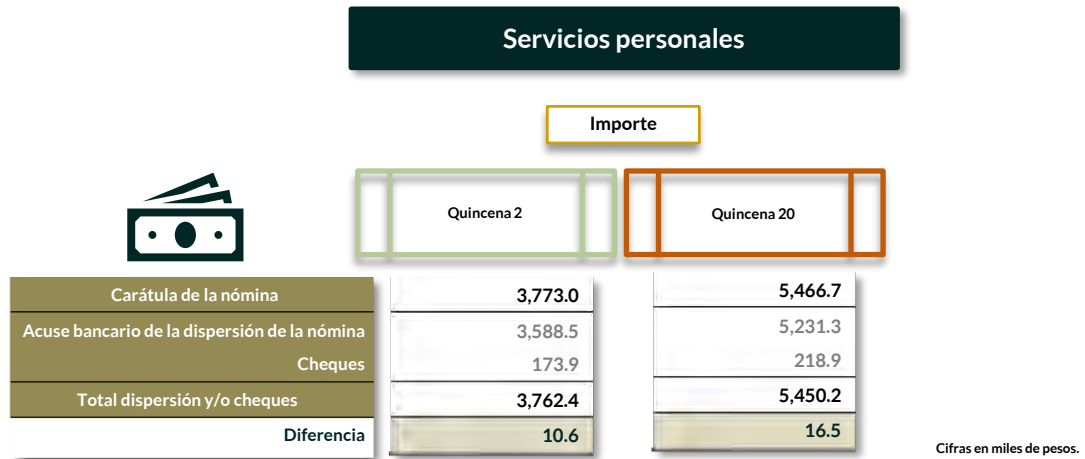 Servicios personales
Importe
Quincena 2
Quincena 20
Carátula de la nómina 3,773.0 5,466.7
Acuse bancario de la dispersión de la nómina 3,588.5 5,231.3
Cheques 173.9 218.9
Total dispersión y/o cheques 3,762.4 5,450.2
Diferencia 10.6 16.5
Cifras en miles de pesos.